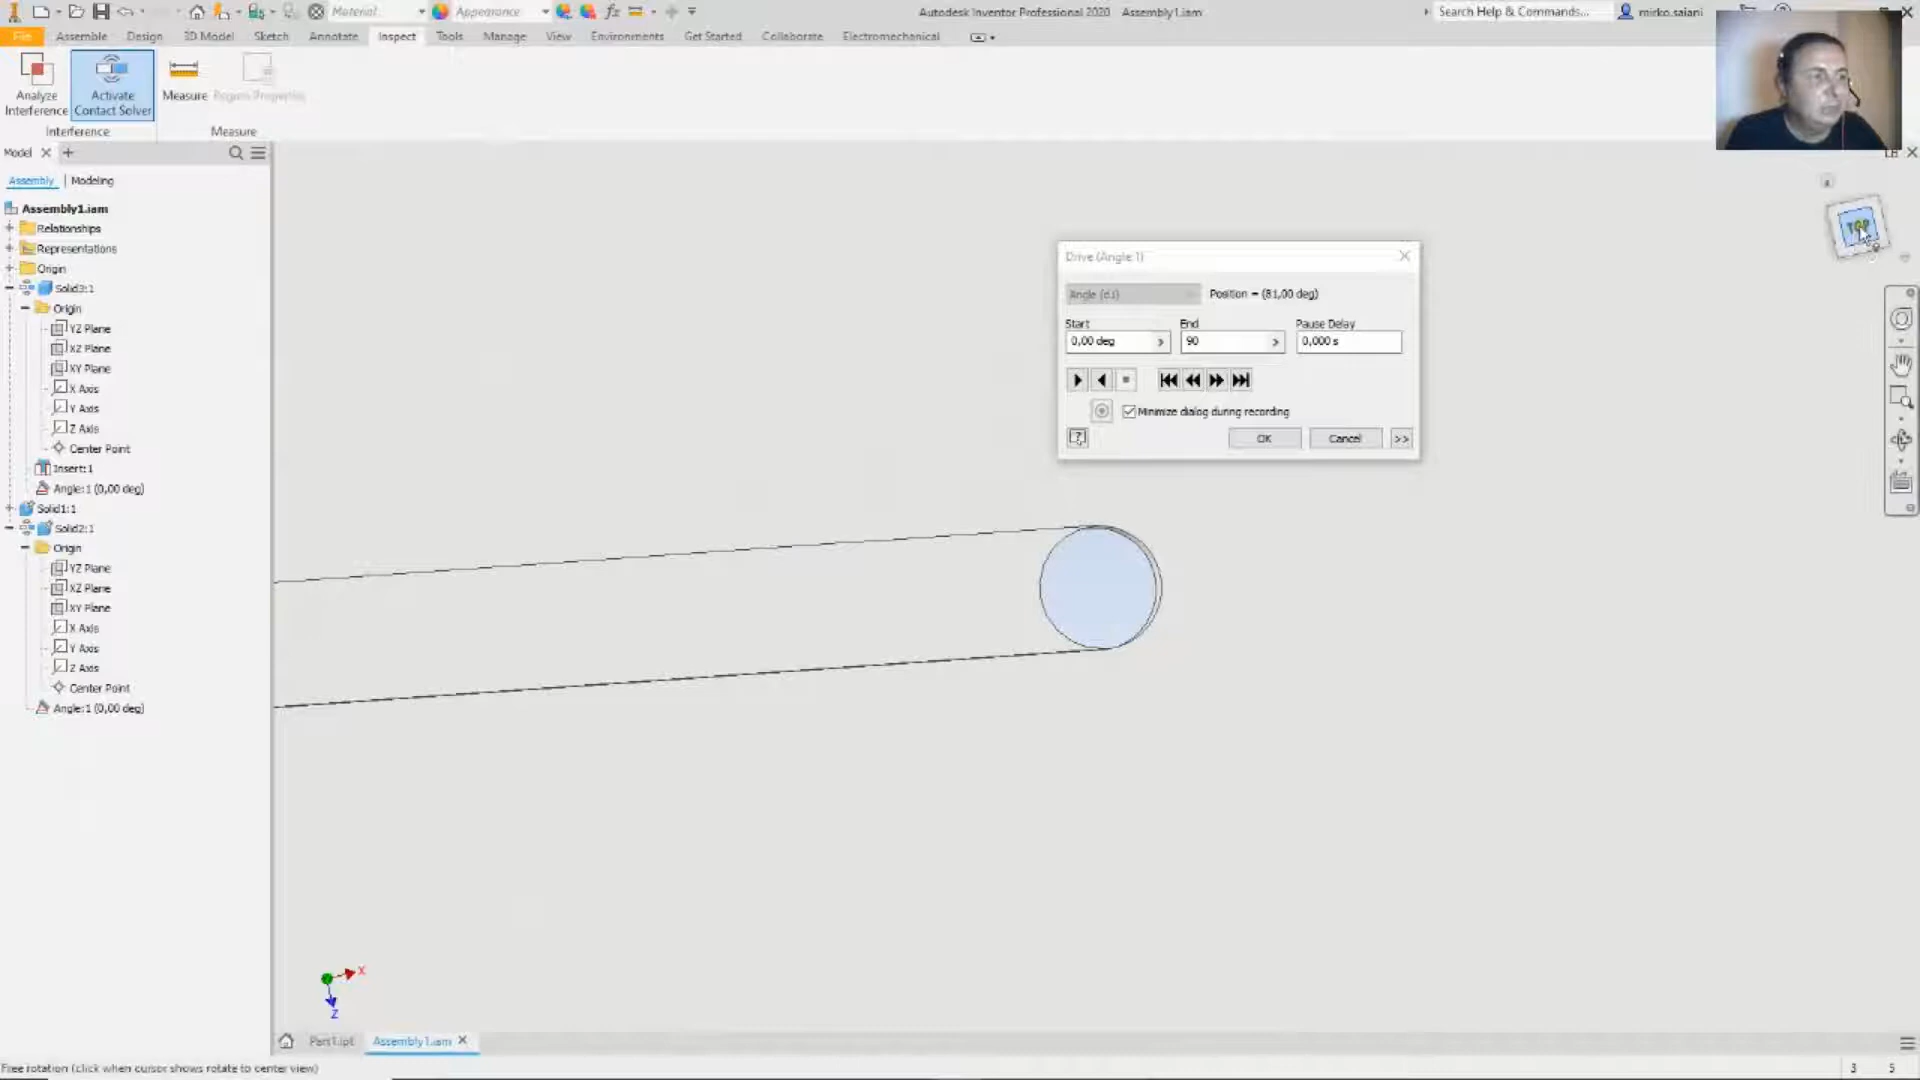 Material
Appearance
Autodesk Inventor Professional 2020 Assembly1.iam
Search Help & Commands...
mirko.saiani
File Assemble Design 3D Model Sketch Annotate Inspect Tools Manage View Environments Get Started Collaborate Electromechanical
Analyze Interference
Activate Contact Solver
Measure
Region Properties
Interference
Measure
Model
Assembly | Modeling
Assembly1.iam
Relationships
Representations
Origin
Solid3:1
Origin
YZ Plane
XZ Plane
XY Plane
X Axis
Y Axis
Z Axis
Center Point
Insert:1
Angle:1 (0,00 deg)
Solid1:1
Solid2:1
Origin
YZ Plane
XZ Plane
XY Plane
X Axis
Y Axis
Z Axis
Center Point
Angle:1 (0,00 deg)
TOP
Drive (Angle:1)
Position = (81,00 deg)
Start End Pause Delay
0,00 deg 90 0,000 s
Minimize dialog during recording
OK Cancel >>
X
Z
Part1.ipt Assembly1.iam
Free rotation (click when cursor shows rotate to center view)
3 5